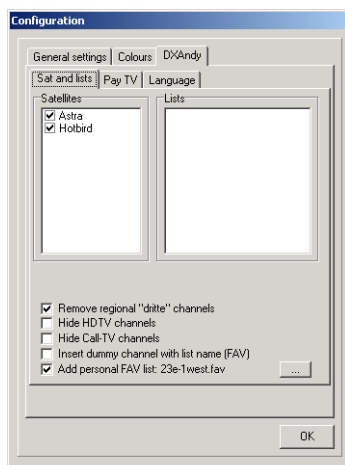 Configuration
General settings Colours DXAndy
Sat and lists Pay TV Language
Satellites Lists
Astra
Hotbird
Remove regional "dritte" channels
Hide HDTV channels
Hide Call-TV channels
Insert dummy channel with list name (FAV)
Add personal FAV list: 23e-1west.fav ...
OK